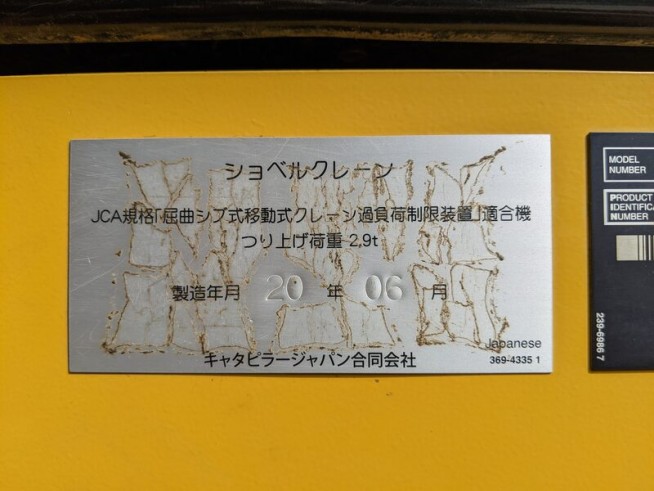 ショベルクレーン
JCA規格「屈曲ジブ式移動式クレーン過負荷制限装置」適合機
つり上げ荷重 2.9t
製造年月 20 年 06 月
キャタピラージャパン合同会社
Japanese
369-4335 1
MODEL
NUMBER
PRODUCT
NUMBER
239-6986 7